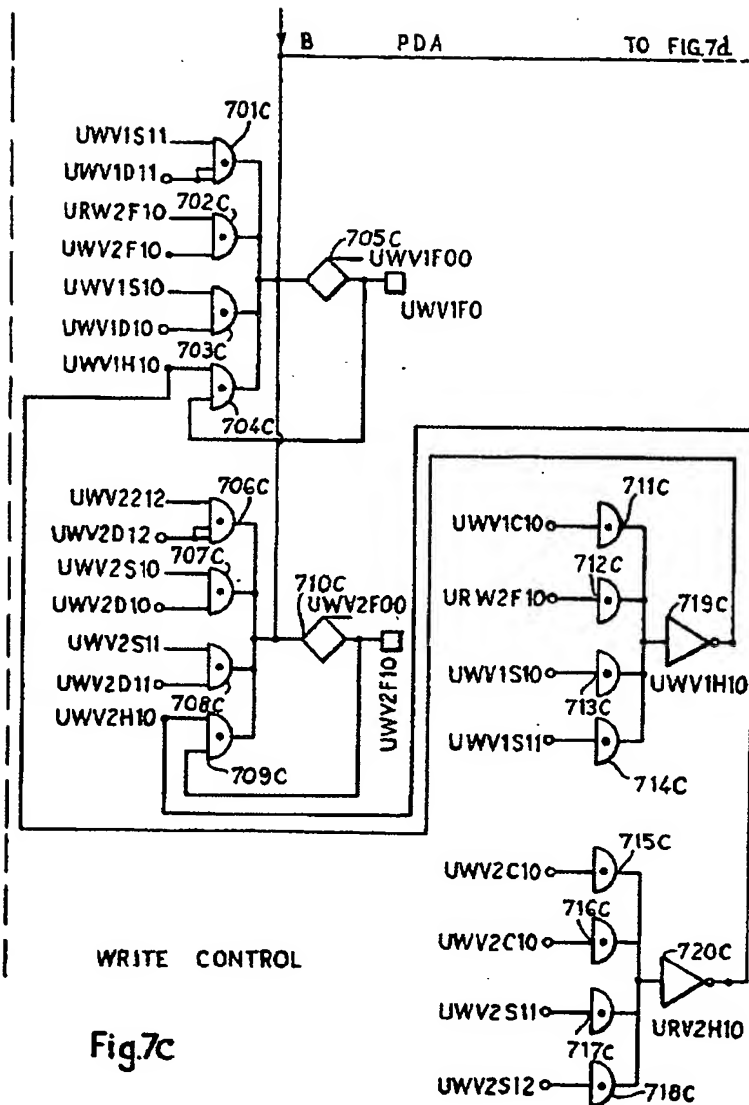 B PDA TO FIG.7d
701C
UWV1S11
UWV1D11
702C
URW2F10
UWV2F10
705C
UWV1F00
UWV1F0
UWV1S10
UWV1D10
703C
UWV1H10
704C
UWV2212
706C
UWV2D12
707C
UWV2S10
UWV2D10
710C
UWV2F00
UWV2F10
UWV2S11
UWV2D11
708C
UWV2H10
709C
711C
UWV1C10
712C
URW2F10
719C
UWV1H10
UWV1S10
713C
UWV1S11
714C
715C
UWV2C10
716C
UWV2C10
720C
URV2H10
UWV2S11
717C
UWV2S12
718C
WRITE CONTROL
Fig.7c